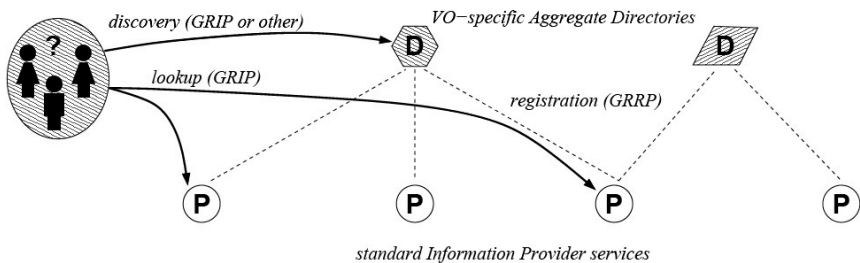 discovery (GRIP or other)
VO-specific Aggregate Directories
?
D
D
lookup (GRIP)
registration (GRRP)
P
P
P
P
standard Information Provider services